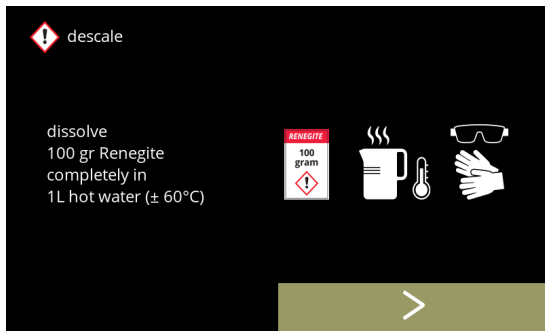 descale
dissolve
100 gr Renegite
completely in
1L hot water (± 60°C)
RENEGITE
100
gram